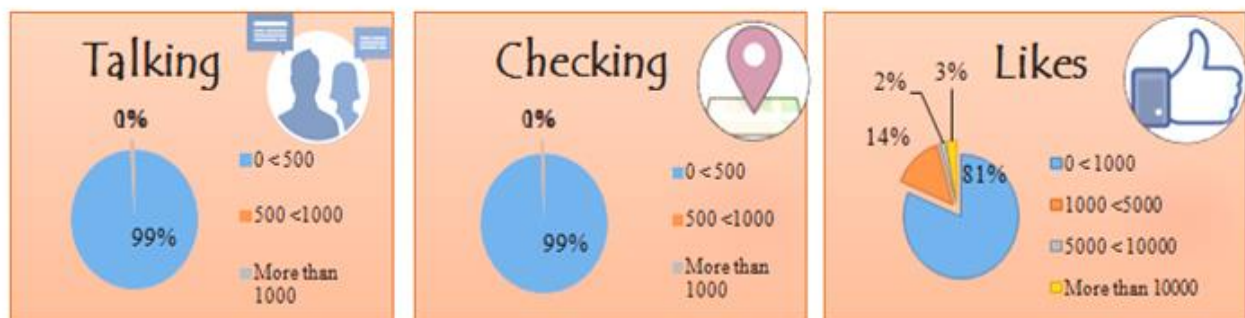 Talking
0%
99%
0 < 500
500 <1000
More than
1000
Checking
0%
99%
0 < 500
500 <1000
More than
1000
Likes
2%
3%
14%
81%
0 < 1000
1000 <5000
5000 < 10000
More than 10000